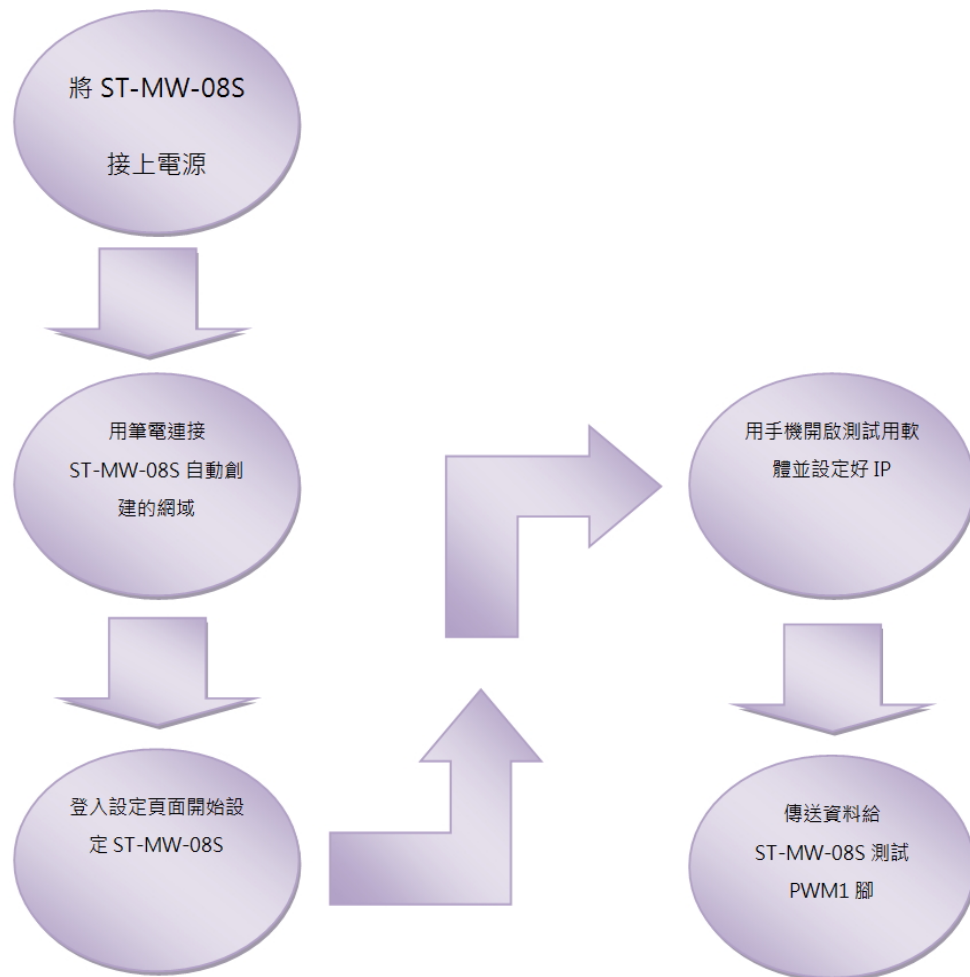 將 ST-MW-08S
接上電源
用筆電連接
ST-MW-08S 自動創
建的網域
登入設定頁面開始設
定 ST-MW-08S
用手機開啟測試用軟
體並設定好 IP
傳送資料給
ST-MW-08S 測試
PWM1 腳